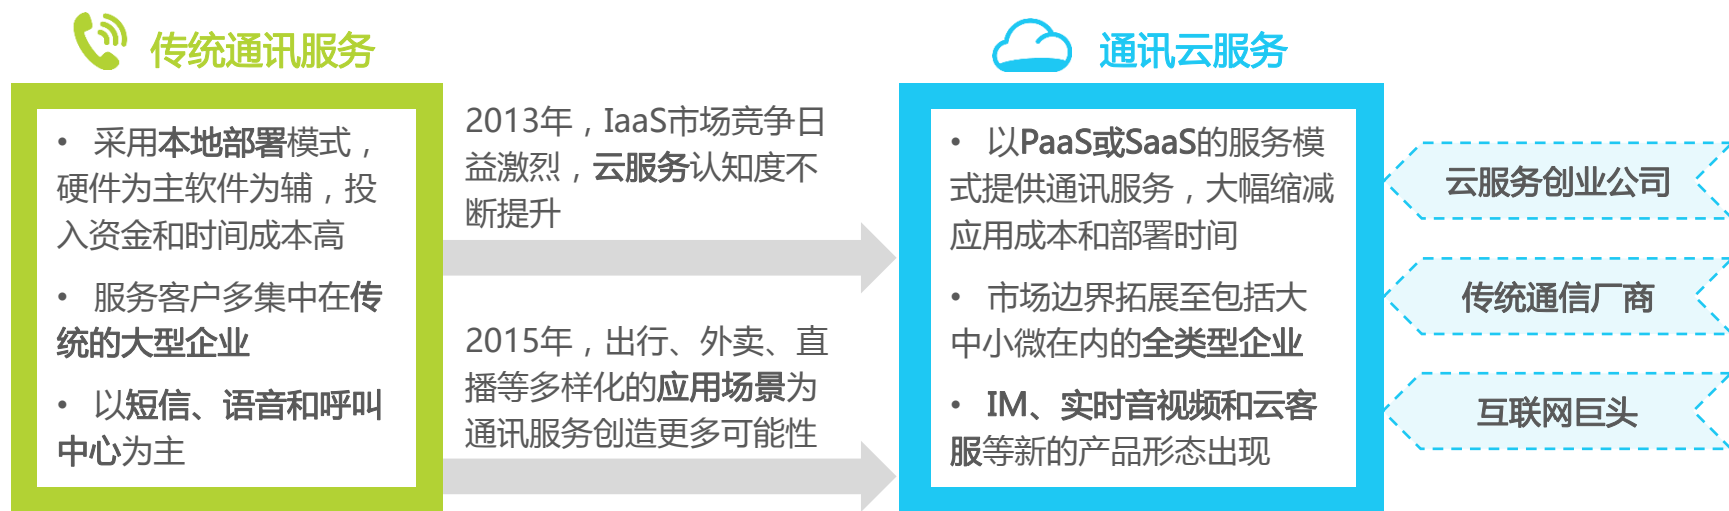 传统通讯服务
• 采用本地部署模式，
硬件为主软件为辅，投
入资金和时间成本高
• 服务客户多集中在传
统的大型企业
• 以短信、语音和呼叫
中心为主
2013年，IaaS市场竞争日
益激烈，云服务认知度不
断提升
2015年，出行、外卖、直
播等多样化的应用场景为
通讯服务创造更多可能性
通讯云服务
• 以PaaS或SaaS的服务模
式提供通讯服务，大幅缩减
应用成本和部署时间
• 市场边界拓展至包括大
中小微在内的全类型企业
• IM、实时音视频和云客
服等新的产品形态出现
云服务创业公司
传统通信厂商
互联网巨头